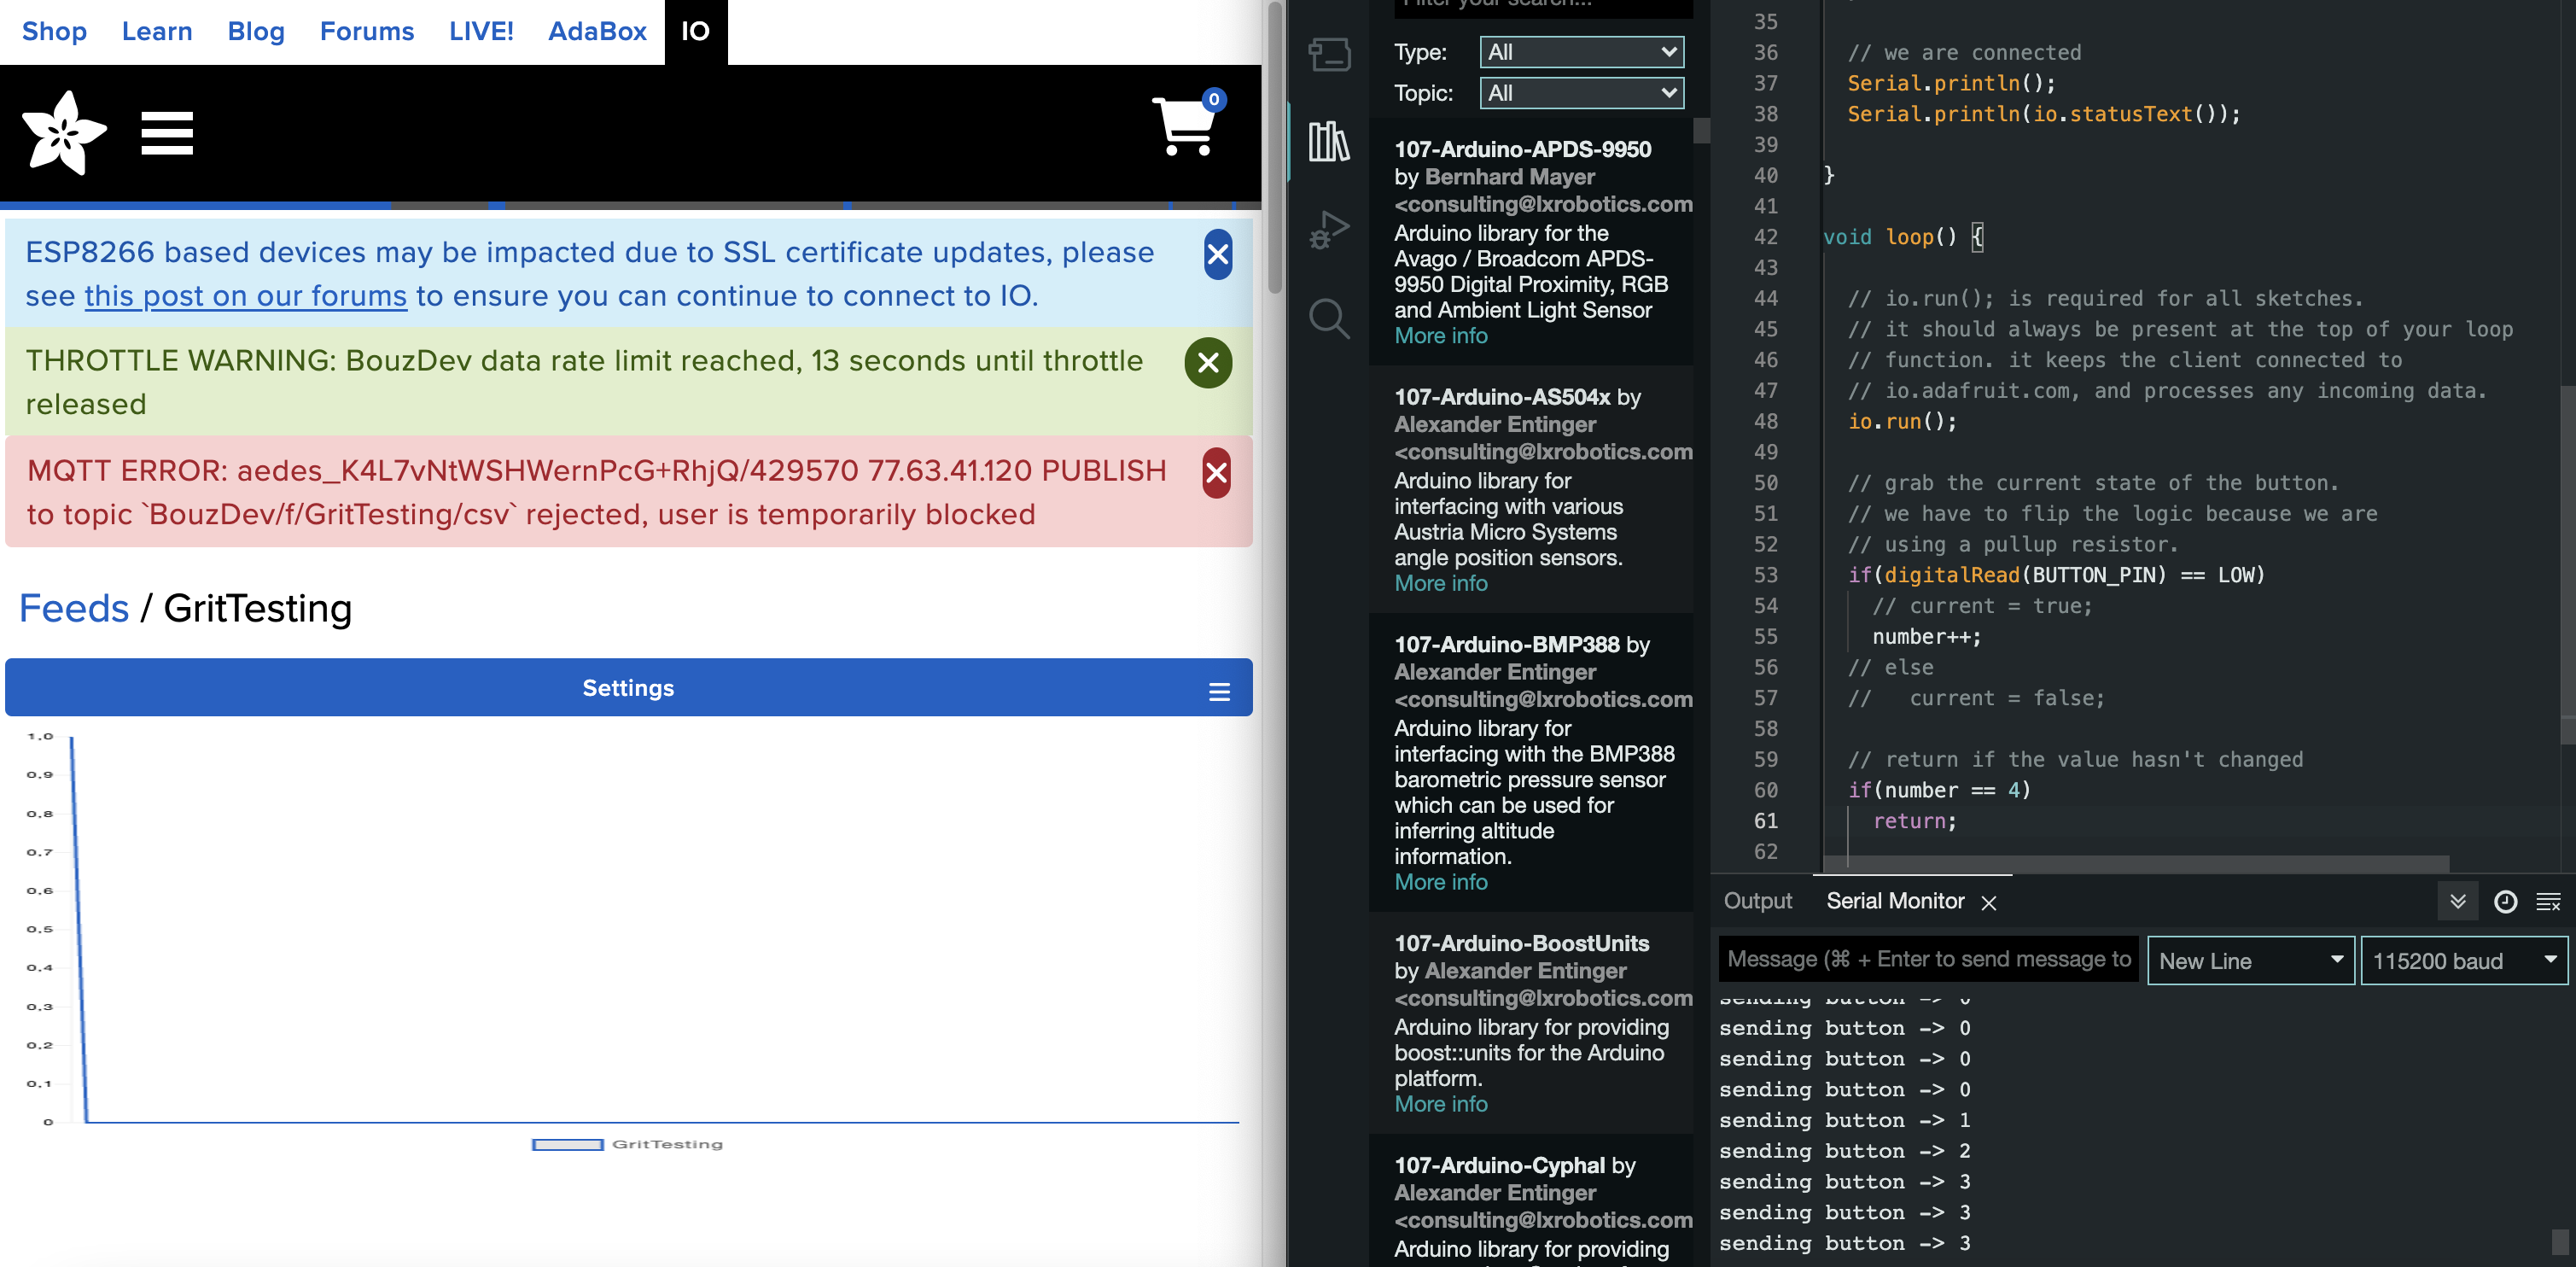 Shop Learn Blog Forums LIVE! AdaBox IO
0
ESP8266 based devices may be impacted due to SSL certificate updates, please
see this post on our forums to ensure you can continue to connect to IO.
THROTTLE WARNING: BouzDev data rate limit reached, 13 seconds until throttle
released
MQTT ERROR: aedes_K4L7vNtWSHWernPcG+RhjQ/429570 77.63.41.120 PUBLISH
to topic `BouzDev/f/GritTesting/csv` rejected, user is temporarily blocked
Feeds / GritTesting
Settings
1.0
0.9
0.8
0.7
0.6
0.5
0.4
0.3
0.2
0.1
0
GritTesting
Filter your search...
Type: All
Topic: All
107-Arduino-APDS-9950
by Bernhard Mayer
<consulting@lxrobotics.com
Arduino library for the
Avago / Broadcom APDS-
9950 Digital Proximity, RGB
and Ambient Light Sensor
More info
107-Arduino-AS504x by
Alexander Entinger
<consulting@lxrobotics.com
Arduino library for
interfacing with various
Austria Micro Systems
angle position sensors.
More info
107-Arduino-BMP388 by
Alexander Entinger
<consulting@lxrobotics.com
Arduino library for
interfacing with the BMP388
barometric pressure sensor
which can be used for
inferring altitude
information.
More info
107-Arduino-BoostUnits
by Alexander Entinger
<consulting@lxrobotics.com
Arduino library for providing
boost::units for the Arduino
platform.
More info
107-Arduino-Cyphal by
Alexander Entinger
<consulting@lxrobotics.com
Arduino library for providing
35
36 // we are connected
37 Serial.println();
38 Serial.println(io.statusText());
39
40 }
41
42 void loop() {
43
44 // io.run(); is required for all sketches.
45 // it should always be present at the top of your loop
46 // function. it keeps the client connected to
47 // io.adafruit.com, and processes any incoming data.
48 io.run();
49
50 // grab the current state of the button.
51 // we have to flip the logic because we are
52 // using a pullup resistor.
53 if(digitalRead(BUTTON_PIN) == LOW)
54 // current = true;
55 number++;
56 // else
57 //   current = false;
58
59 // return if the value hasn't changed
60 if(number == 4)
61 return;
62
Output Serial Monitor
Message (⌘ + Enter to send message to New Line 115200 baud
sending button -> 0
sending button -> 0
sending button -> 0
sending button -> 0
sending button -> 1
sending button -> 2
sending button -> 3
sending button -> 3
sending button -> 3